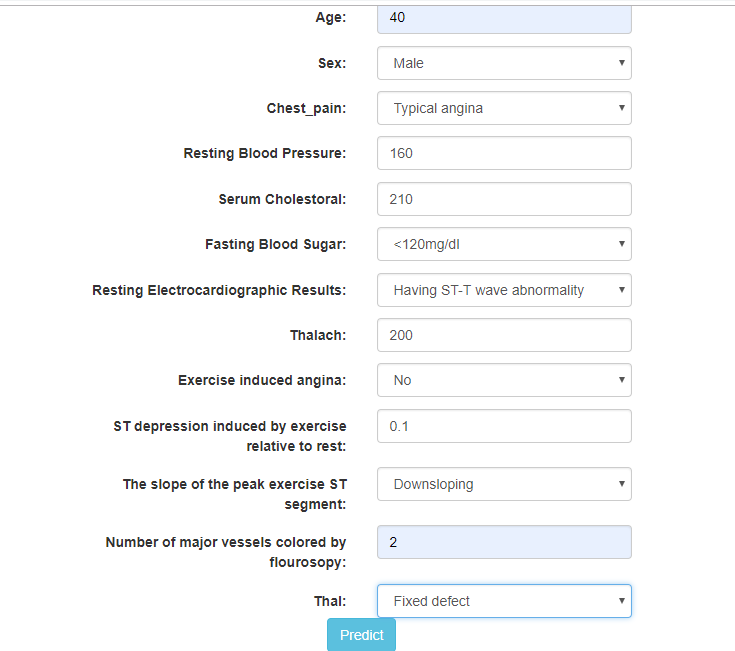 Age: 40
Sex: Male
Chest_pain: Typical angina
Resting Blood Pressure: 160
Serum Cholestoral: 210
Fasting Blood Sugar: <120mg/dl
Resting Electrocardiographic Results: Having ST-T wave abnormality
Thalach: 200
Exercise induced angina: No
ST depression induced by exercise 0.1
relative to rest:
The slope of the peak exercise ST Downsloping
segment:
Number of major vessels colored by 2
flourosopy:
Thal: Fixed defect
Predict